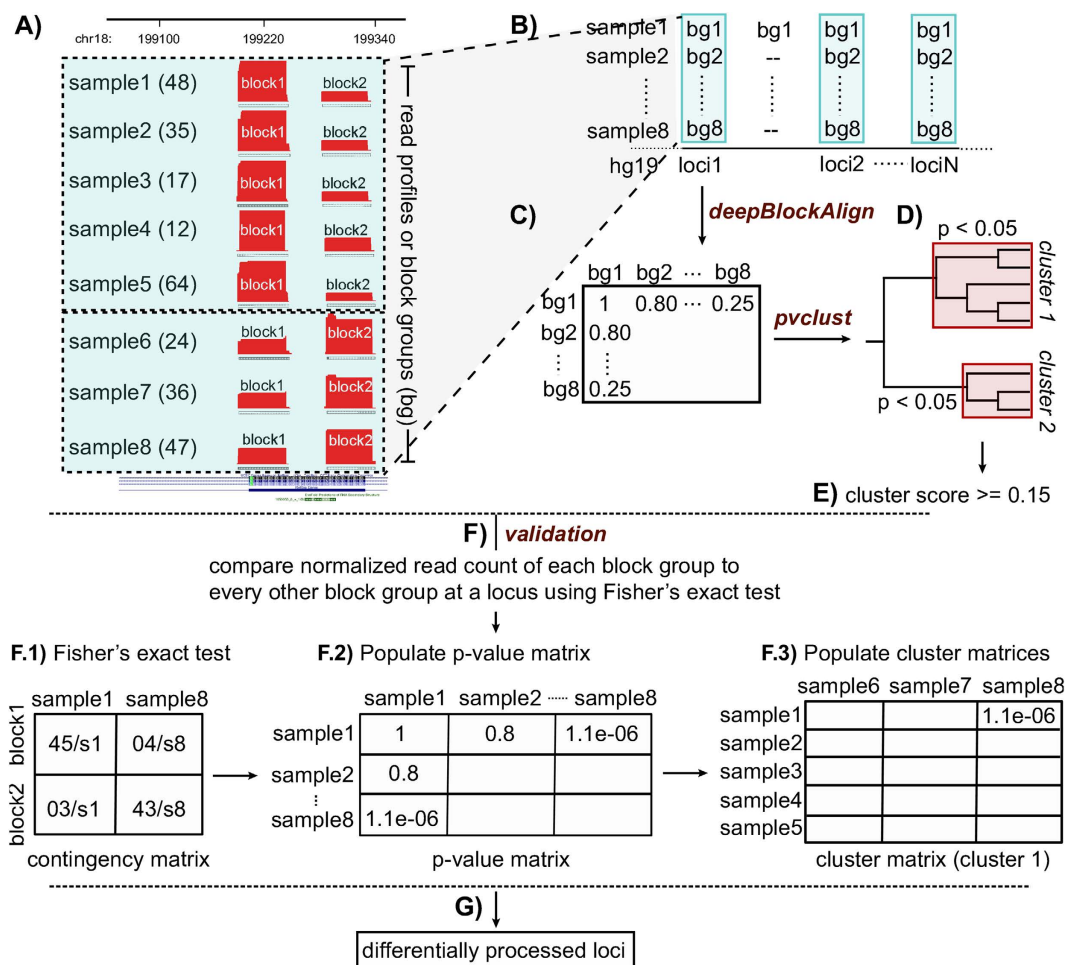 A)
chr18:
199100
199220
199340
sample1 (48)
block1
block2
sample2 (35)
block1
block2
sample3 (17)
block1
block2
sample4 (12)
block1
block2
sample5 (64)
block1
block2
sample6 (24)
block1
block2
sample7 (36)
block1
block2
sample8 (47)
block1
block2
read profiles or block groups (bg)
B)
sample1 bg1 bg1 bg1 bg1
sample2 bg2 -- bg2 bg2
sample8 bg8 -- bg8 bg8
hg19 loci1 loci2 ...... lociN
C)
deepBlockAlign
bg1 bg2 ... bg8
bg1 1 0.80 ... 0.25
bg2 0.80
bg8 0.25
pvclust
D)
p < 0.05
cluster 1
p < 0.05
cluster 2
E) cluster score >= 0.15
F) validation
compare normalized read count of each block group to
every other block group at a locus using Fisher's exact test
F.1) Fisher's exact test
sample1 sample8
block1 45/s1 04/s8
block2 03/s1 43/s8
contingency matrix
F.2) Populate p-value matrix
sample1 sample2 ...... sample8
sample1 1 0.8 1.1e-06
sample2 0.8
sample8 1.1e-06
p-value matrix
F.3) Populate cluster matrices
sample6 sample7 sample8
sample1 1.1e-06
sample2
sample3
sample4
sample5
cluster matrix (cluster 1)
G)
differentially processed loci